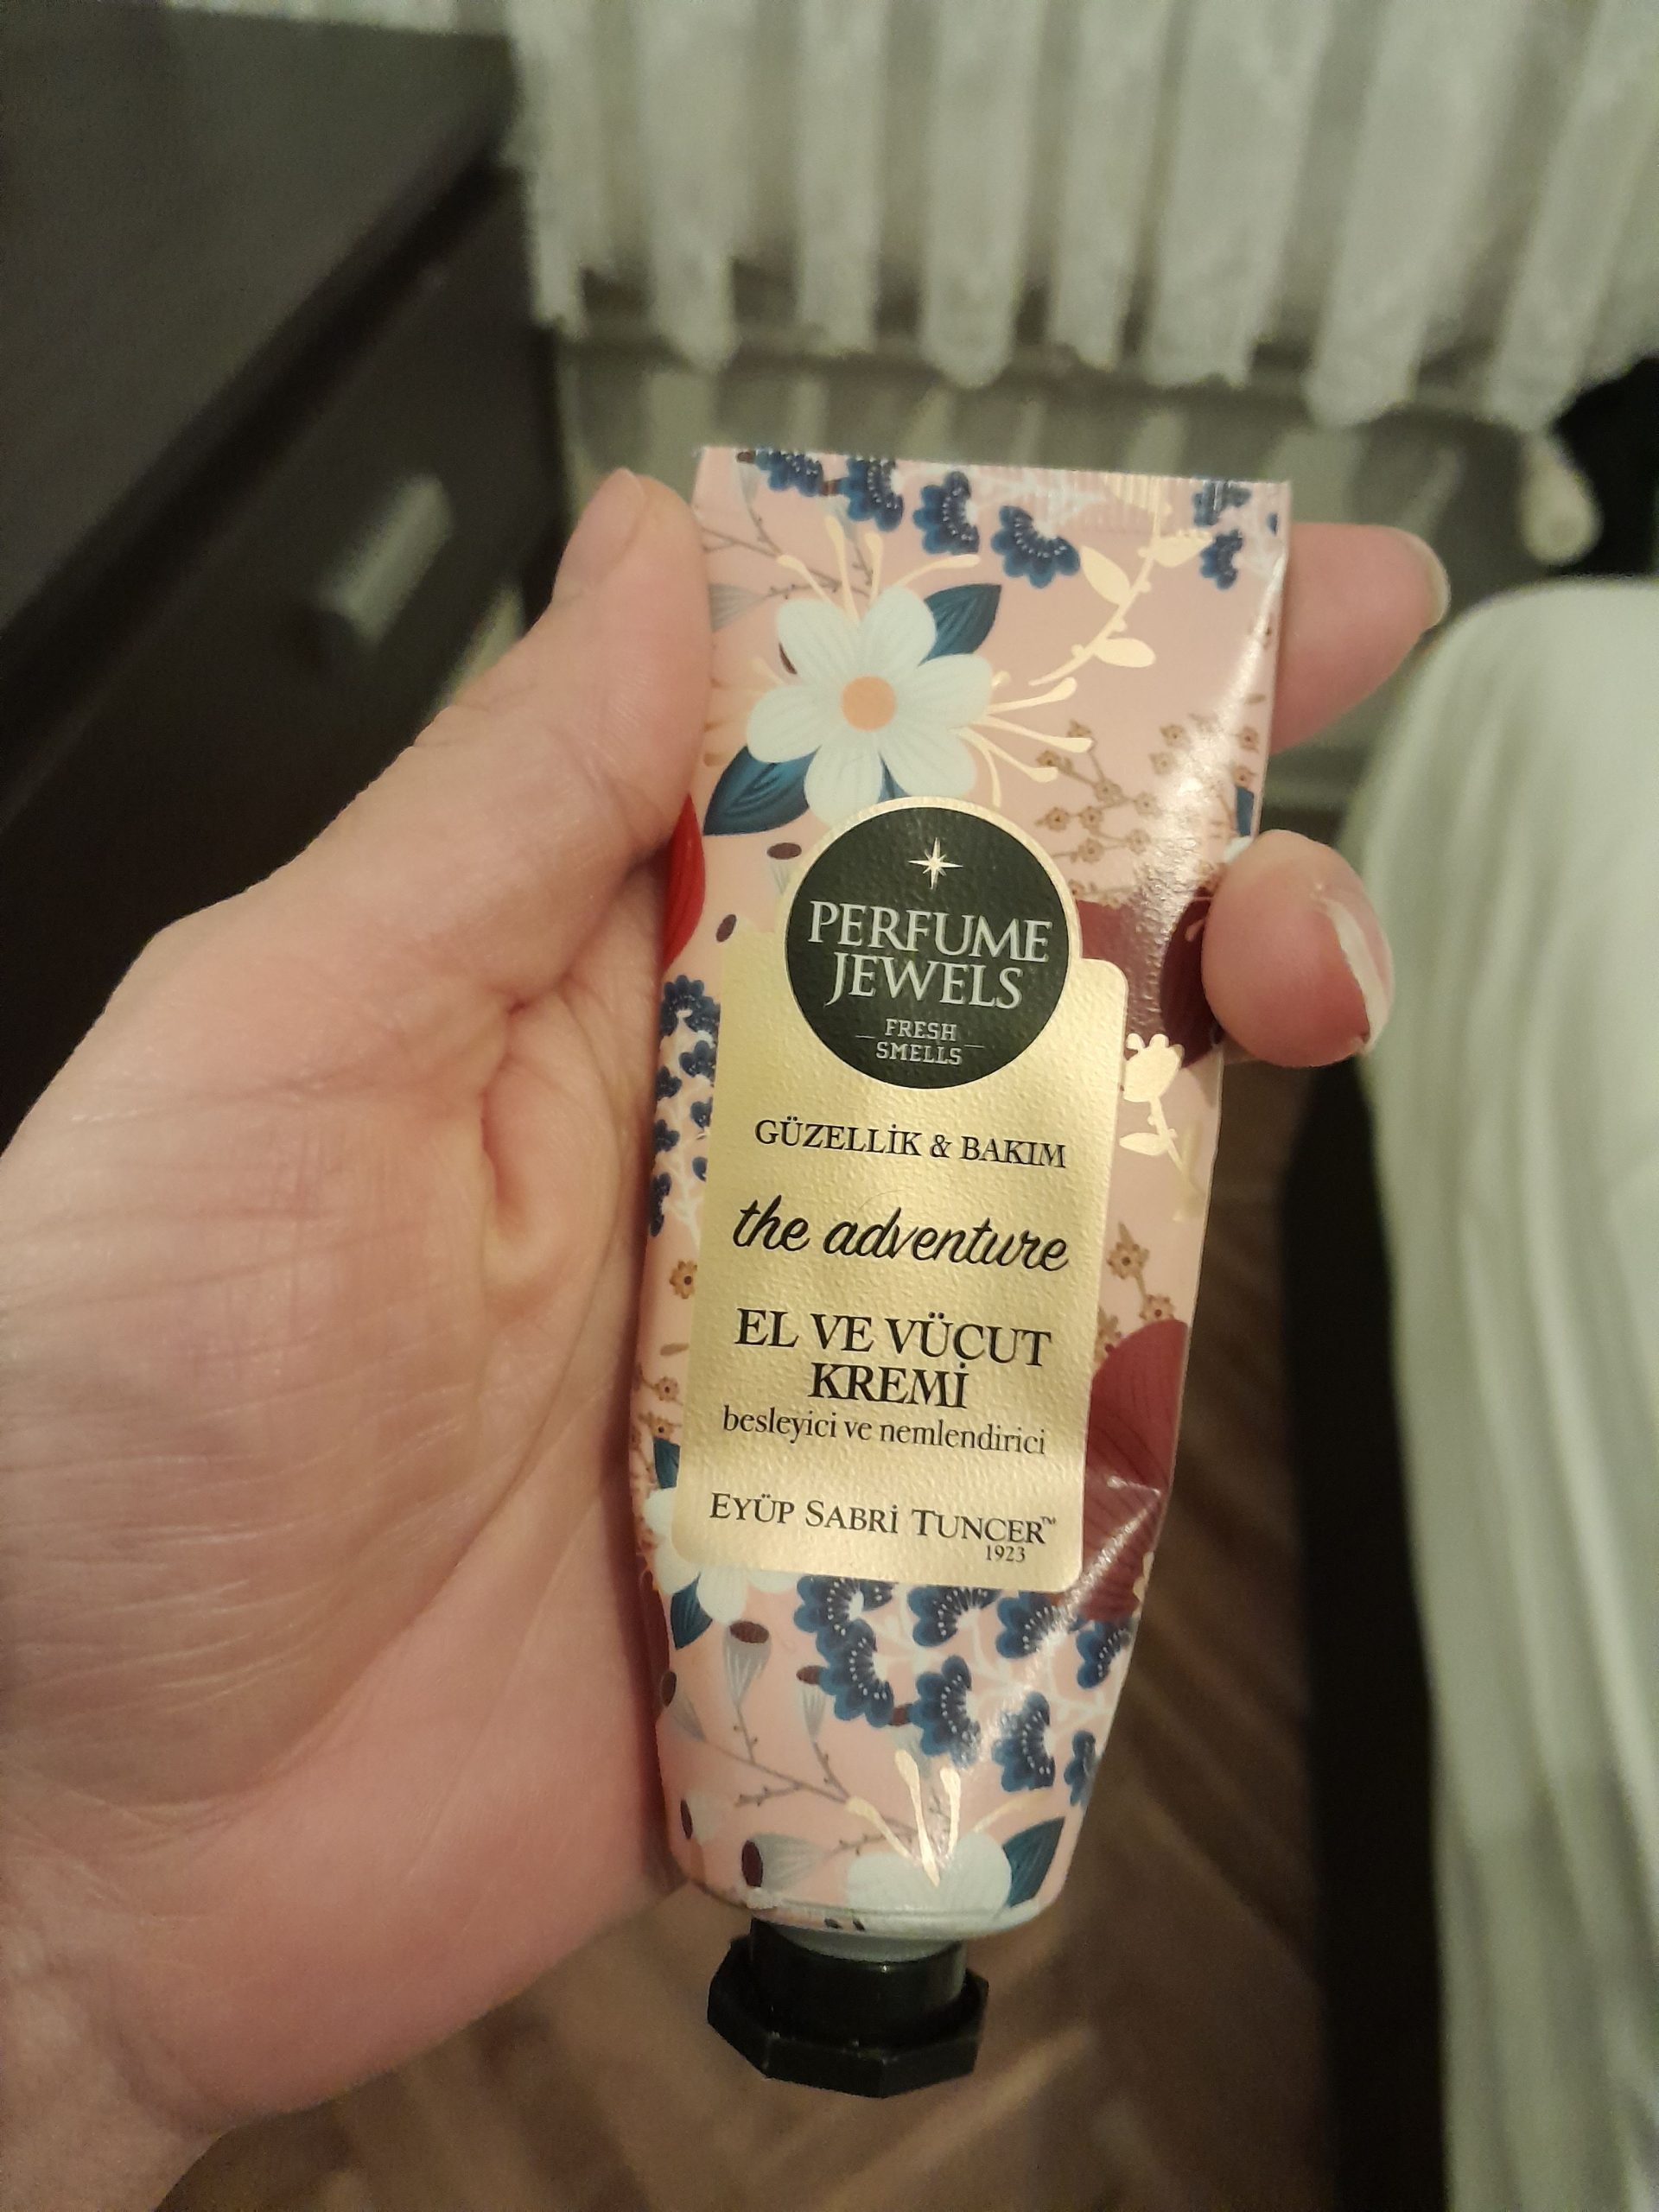 PERFUME
JEWELS
FRESH
SMELLS
GÜZELLİK & BAKIM
the adventure
EL VE VÜCUT
KREMİ
besleyici ve nemlendirici
EYÜP SABRİ TUNCER™
1923